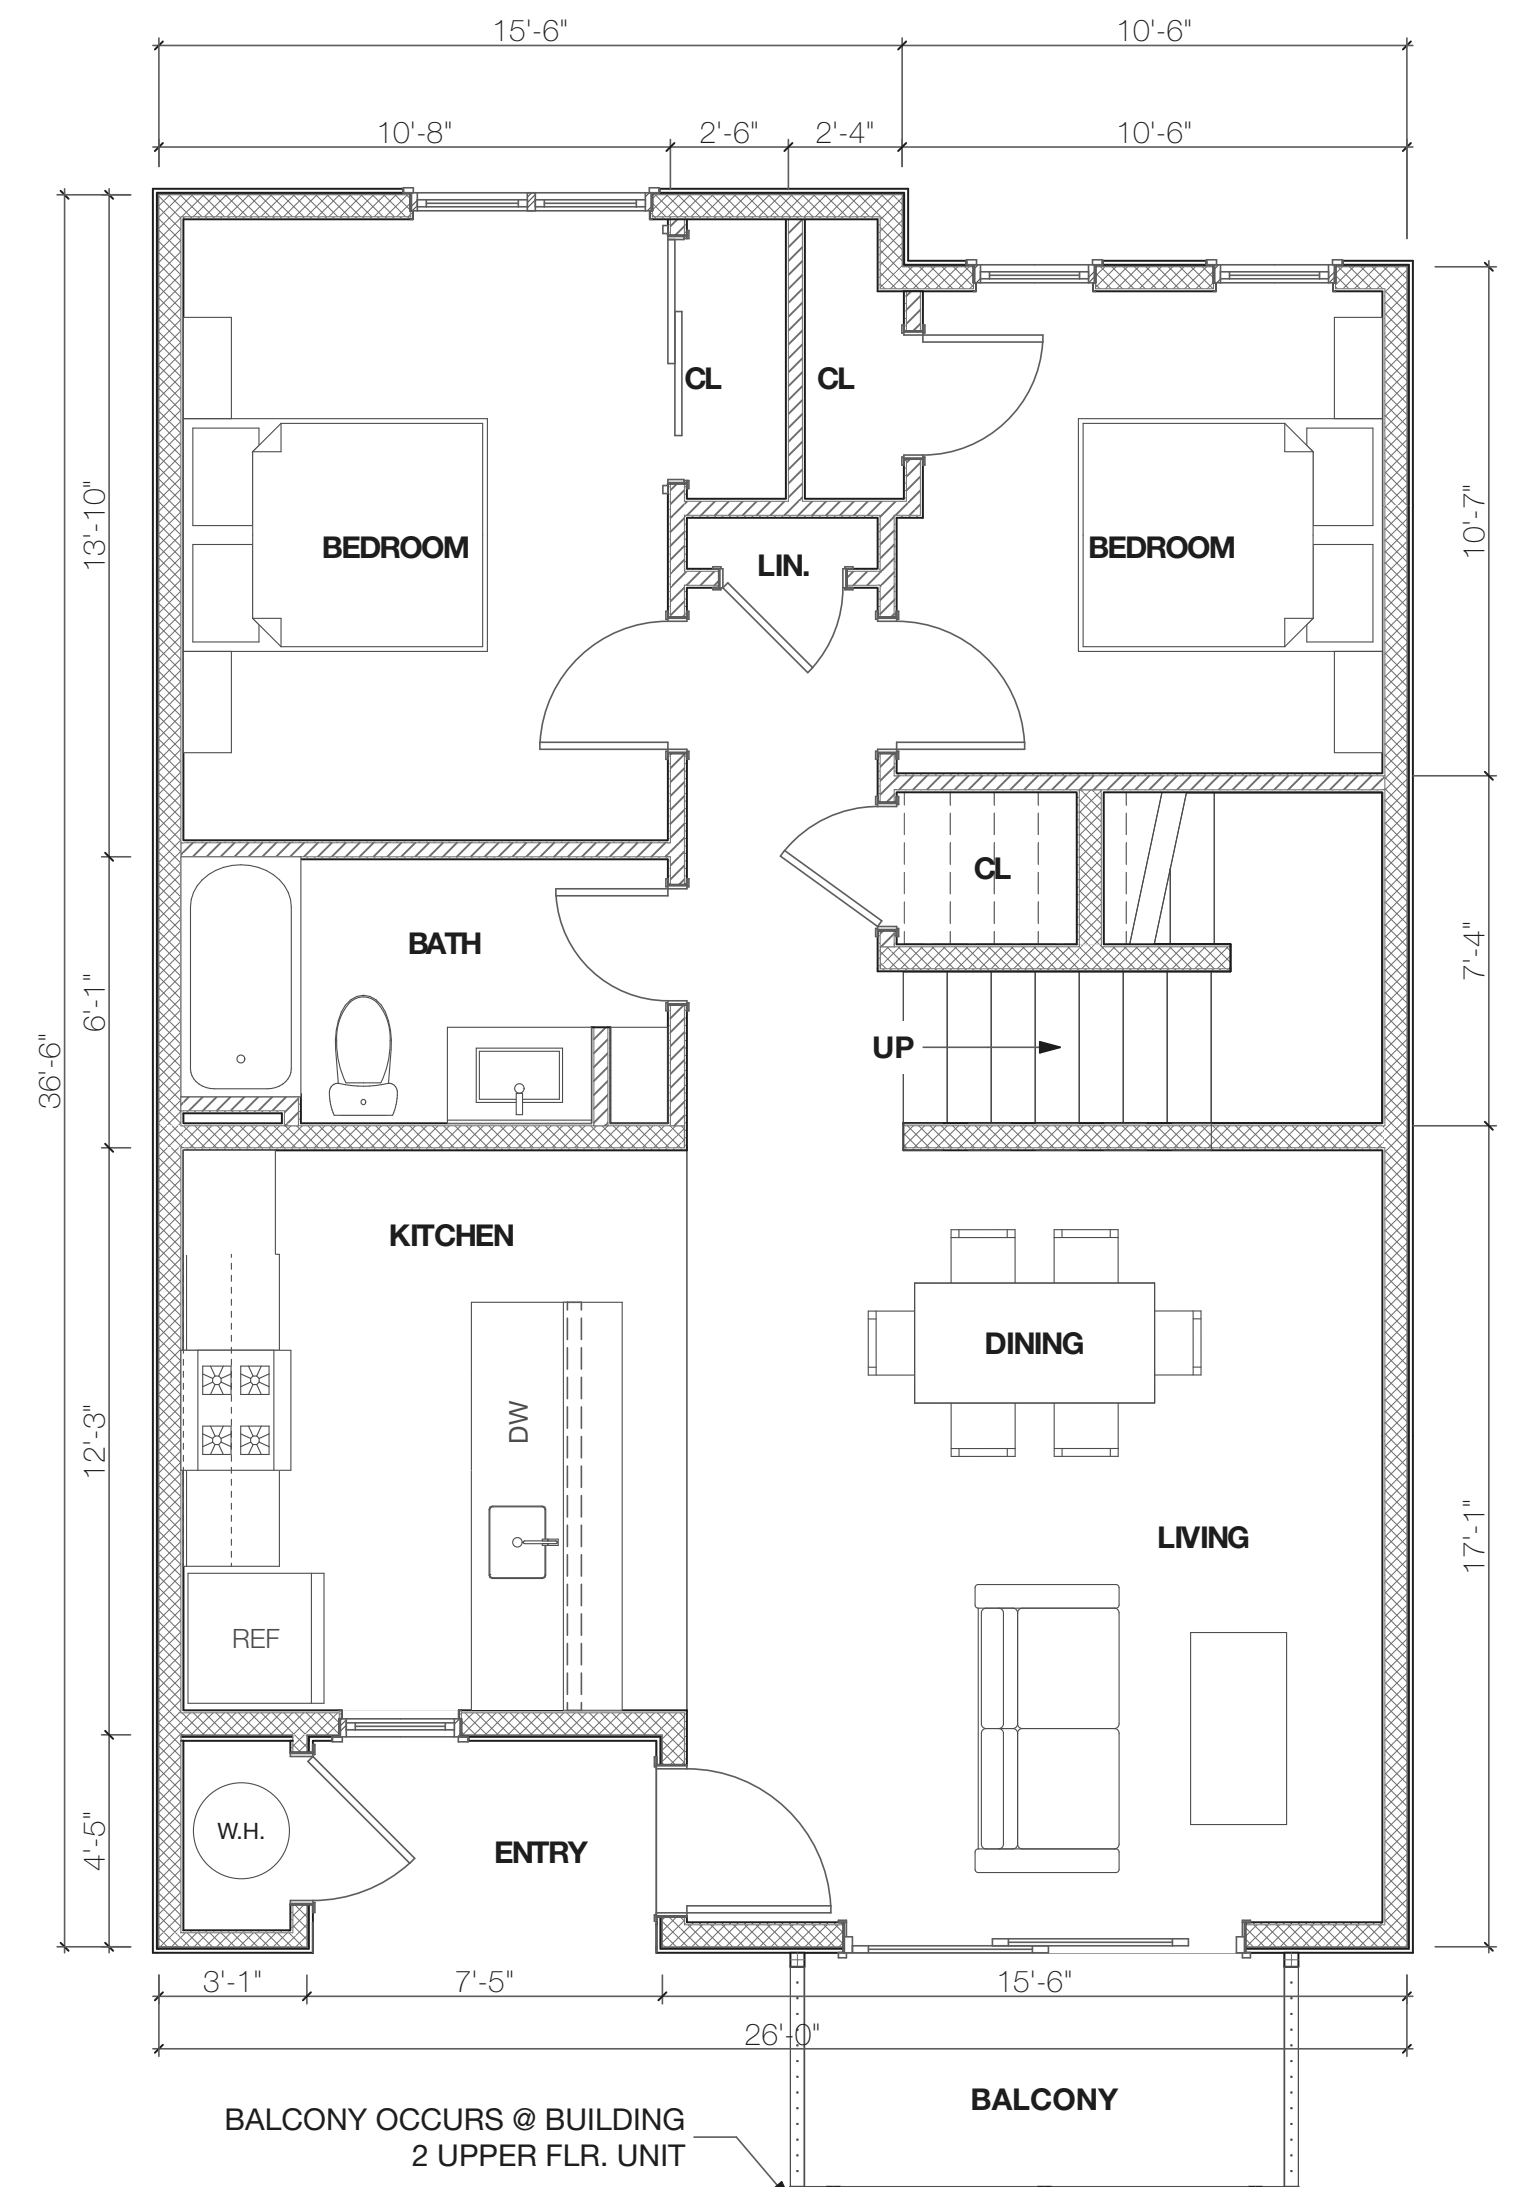 15'-6" 10'-6"
10'-8" 2'-6" 2'-4" 10'-6"
CL CL
13'-10" 10'-7"
BEDROOM LIN. BEDROOM
CL
BATH 7'-4"
6'-1"
UP
36'-6"
KITCHEN
DINING
DW
12'-3"
LIVING 17'-1"
REF
W.H.
4'-5" ENTRY
3'-1" 7'-5" 15'-6"
26'-0"
BALCONY
BALCONY OCCURS @ BUILDING
2 UPPER FLR. UNIT